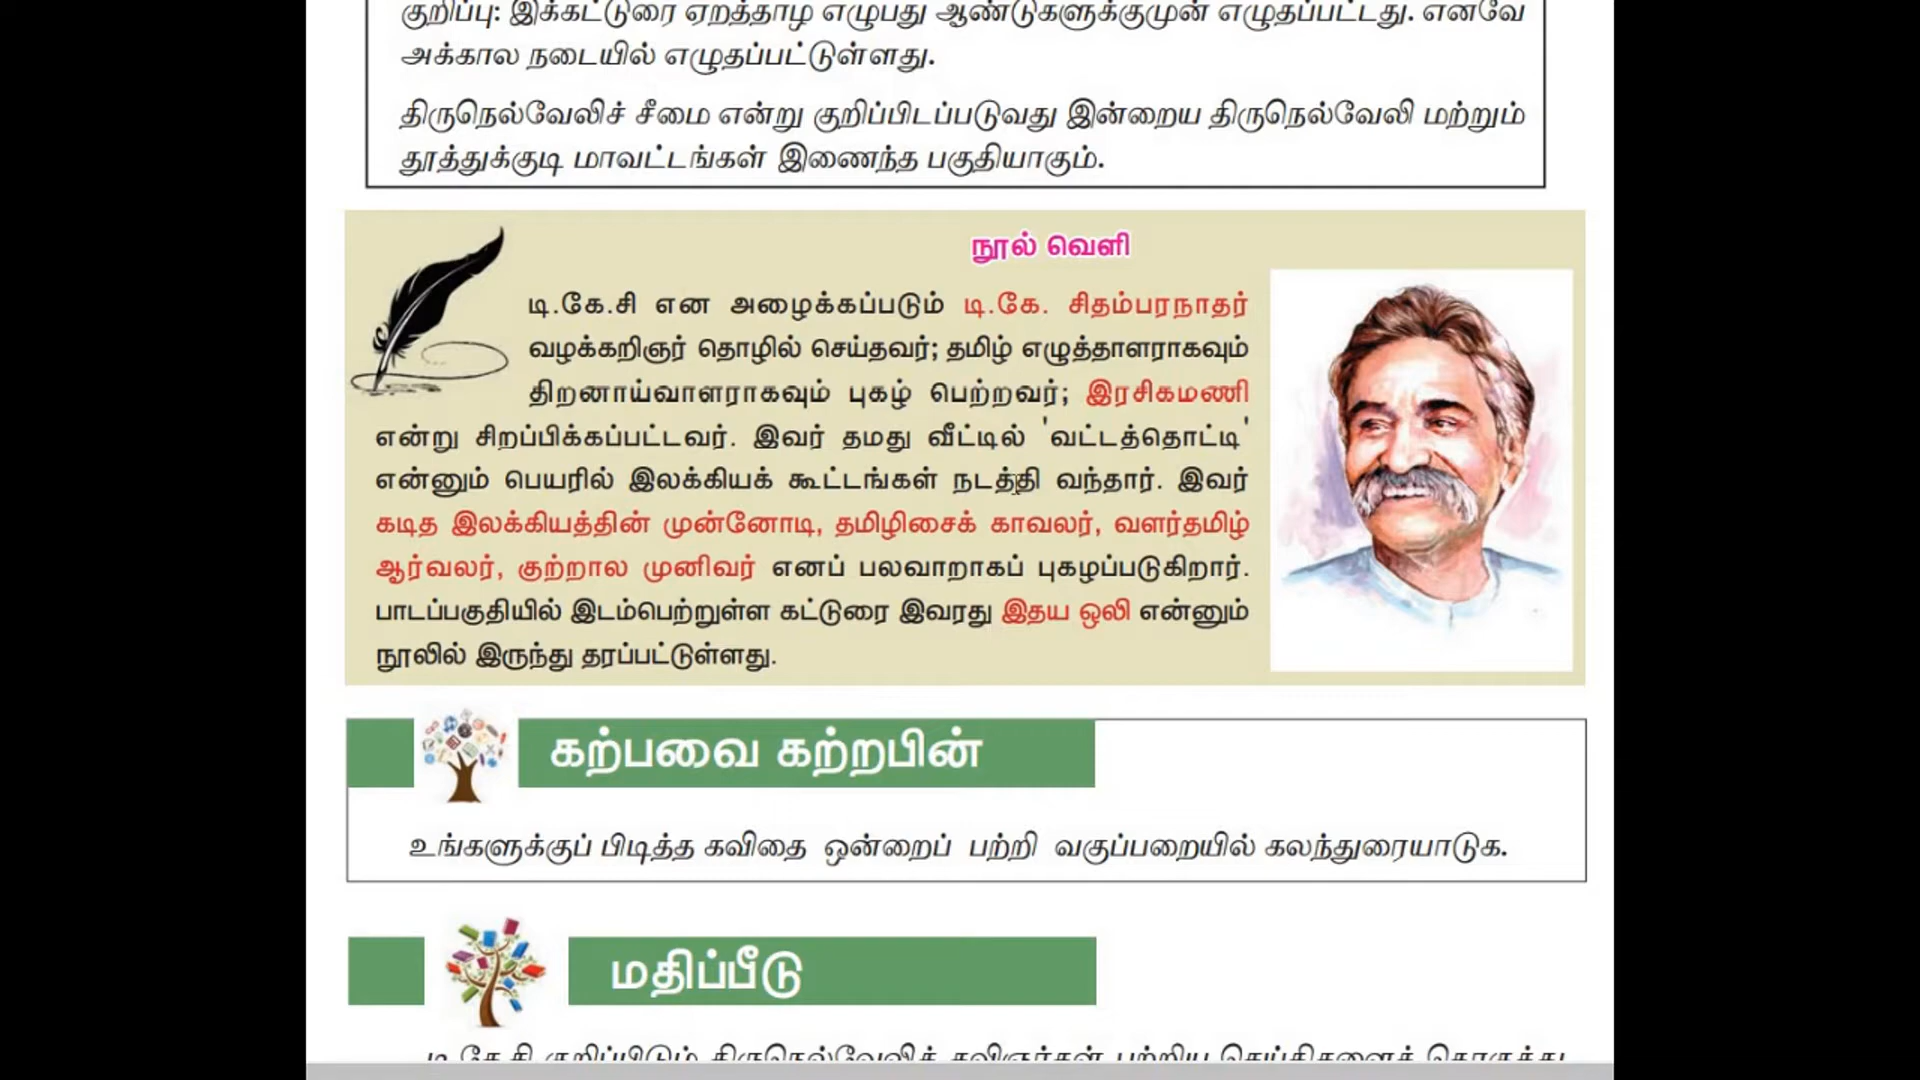 குறிப்பு: இக்கட்டுரை ஏறத்தாழ எழுபது ஆண்டுகளுக்குமுன் எழுதப்பட்டது. எனவே
அக்கால நடையில் எழுதப்பட்டுள்ளது.
திருநெல்வேலிச் சீமை என்று குறிப்பிடப்படுவது இன்றைய திருநெல்வேலி மற்றும்
தூத்துக்குடி மாவட்டங்கள் இணைந்த பகுதியாகும்.
நூல் வெளி
டி.கே.சி என அழைக்கப்படும் டி.கே. சிதம்பரநாதர்
வழக்கறிஞர் தொழில் செய்தவர்; தமிழ் எழுத்தாளராகவும்
திறனாய்வாளராகவும் புகழ் பெற்றவர்; இரசிகமணி
என்று சிறப்பிக்கப்பட்டவர். இவர் தமது வீட்டில் 'வட்டத்தொட்டி'
என்னும் பெயரில் இலக்கியக் கூட்டங்கள் நடத்தி வந்தார். இவர்
கடித இலக்கியத்தின் முன்னோடி, தமிழிசைக் காவலர், வளர்தமிழ்
ஆர்வலர், குற்றால முனிவர் எனப் பலவாறாகப் புகழப்படுகிறார்.
பாடப்பகுதியில் இடம்பெற்றுள்ள கட்டுரை இவரது இதய ஒலி என்னும்
நூலில் இருந்து தரப்பட்டுள்ளது.
கற்பவை கற்றபின்
உங்களுக்குப் பிடித்த கவிதை ஒன்றைப் பற்றி வகுப்பறையில் கலந்துரையாடுக.
மதிப்பீடு
டி.கே.சி குறிப்பிடும் திருநெல்வேலிக் கவிஞர்கள் பற்றிய செய்திகளைத் தொகுத்து